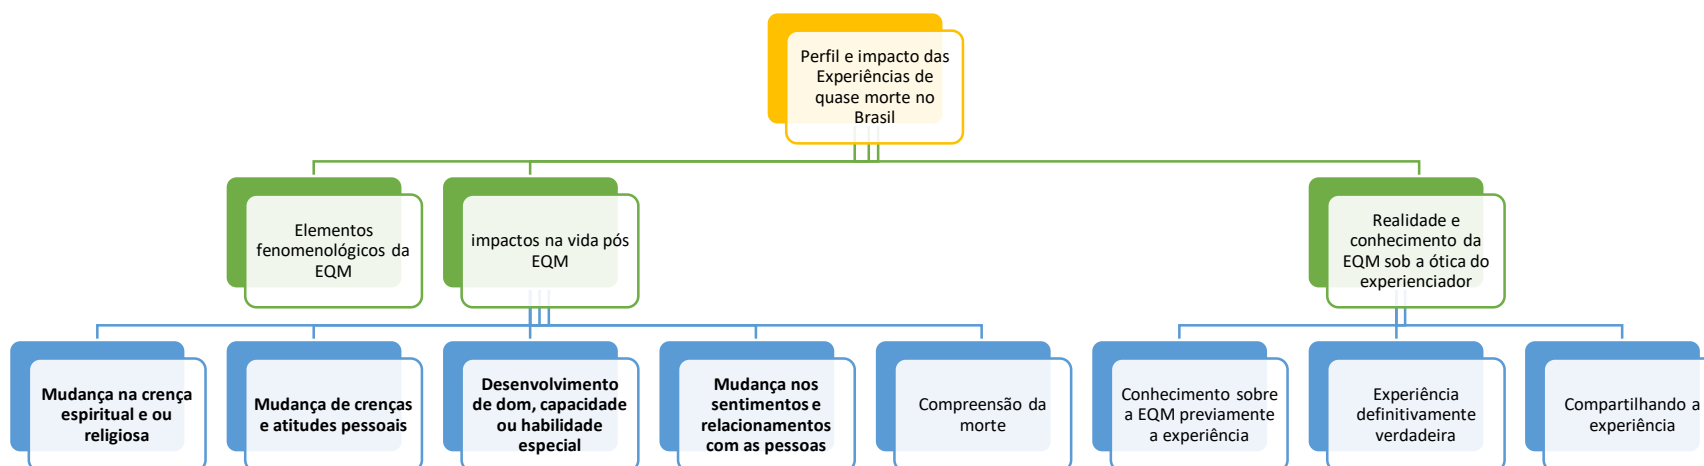 Perfil e impacto das
Experiências de
quase morte no
Brasil
Elementos
fenomenológicos da
EQM
impactos na vida pós
EQM
Realidade e
conhecimento da
EQM sob a ótica do
experienciador
Mudança na crença
espiritual e ou
religiosa
Mudança de crenças
e atitudes pessoais
Desenvolvimento
de dom, capacidade
ou habilidade
especial
Mudança nos
sentimentos e
relacionamentos
com as pessoas
Compreensão da
morte
Conhecimento sobre
a EQM previamente
a experiência
Experiência
definitivamente
verdadeira
Compartilhando a
experiência